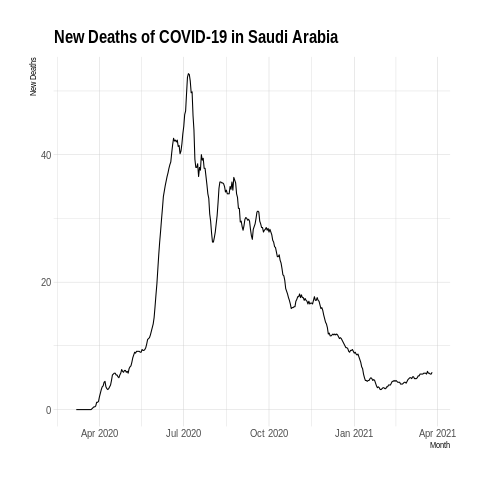 New Deaths of COVID-19 in Saudi Arabia
New Deaths
40
20
0
Apr 2020 Jul 2020 Oct 2020 Jan 2021 Apr 2021
Month